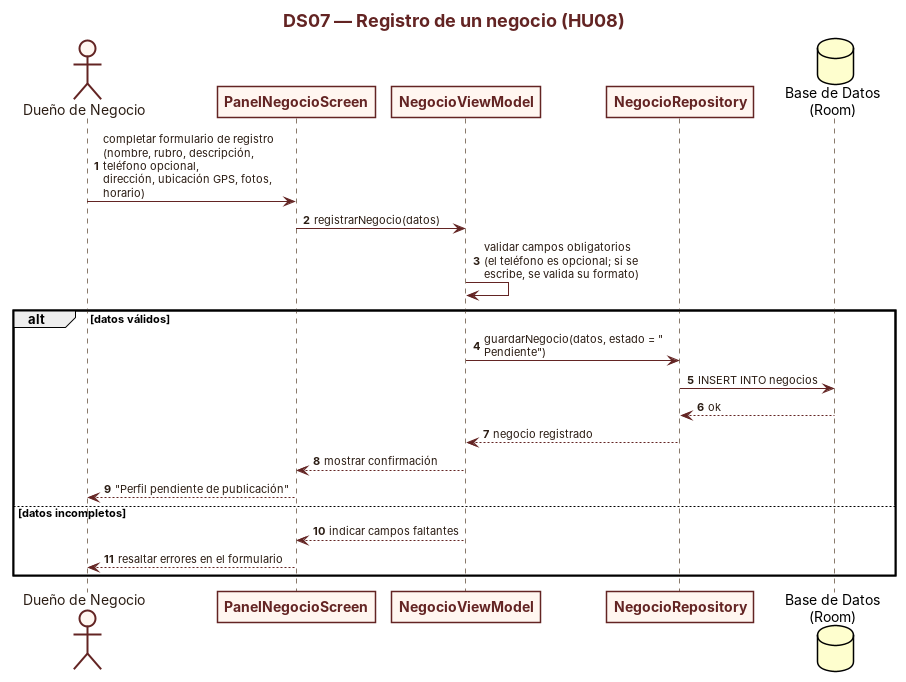 DS07 — Registro de un negocio (HU08)
Dueño de Negocio
PanelNegocioScreen
NegocioViewModel
NegocioRepository
Base de Datos
(Room)
1 completar formulario de registro
(nombre, rubro, descripción,
teléfono opcional,
dirección, ubicación GPS, fotos,
horario)
2 registrarNegocio(datos)
3 validar campos obligatorios
(el teléfono es opcional; si se
escribe, se valida su formato)
alt [datos válidos]
4 guardarNegocio(datos, estado = "
Pendiente")
5 INSERT INTO negocios
6 ok
7 negocio registrado
8 mostrar confirmación
9 "Perfil pendiente de publicación"
[datos incompletos]
10 indicar campos faltantes
11 resaltar errores en el formulario
Dueño de Negocio
PanelNegocioScreen
NegocioViewModel
NegocioRepository
Base de Datos
(Room)